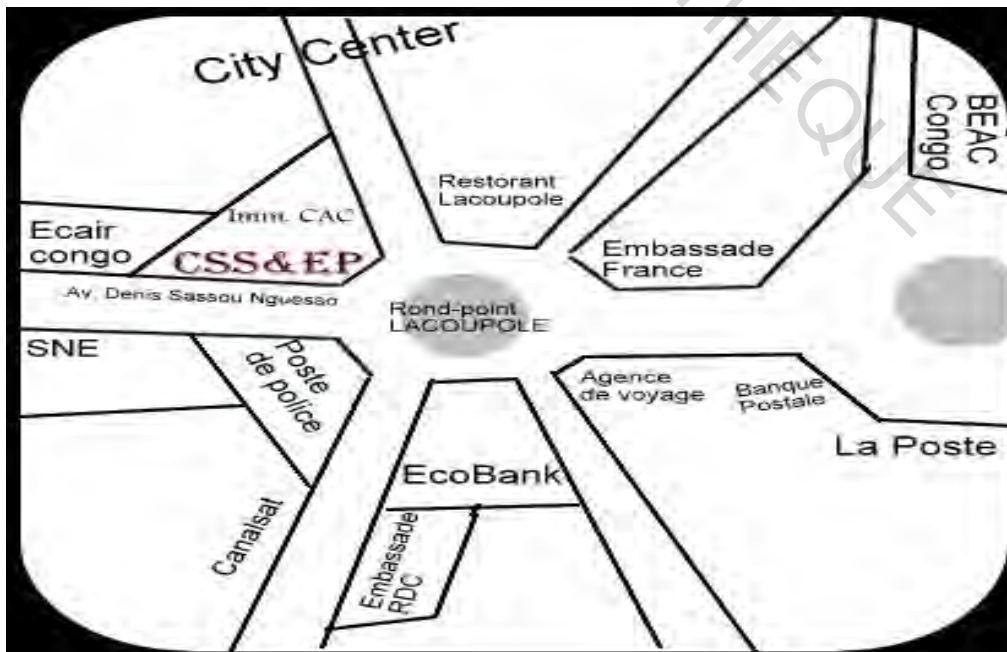 THEQUE
City Center
BEAC
Congo
Restorant
Lacoupole
Imm. CAC
Ecair
congo
CSS&EP
Embassade
France
Av. Denis Sassou Nguesso
Rond-point
LACOUPOLE
SNE
Poste
de police
Agence
de voyage
Banque
Postale
La Poste
EcoBank
Canalsat
Embassade
RDC